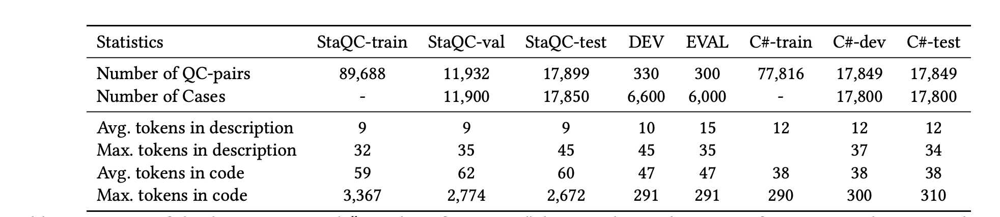 Statistics StaQC-train StaQC-val StaQC-test DEV EVAL C#-train C#-dev C#-test
Number of QC-pairs 89,688 11,932 17,899 330 300 77,816 17,849 17,849
Number of Cases - 11,900 17,850 6,600 6,000 - 17,800 17,800
Avg. tokens in description 9 9 9 10 15 12 12 12
Max. tokens in description 32 35 45 45 35 37 34
Avg. tokens in code 59 62 60 47 47 38 38 38
Max. tokens in code 3,367 2,774 2,672 291 291 290 300 310